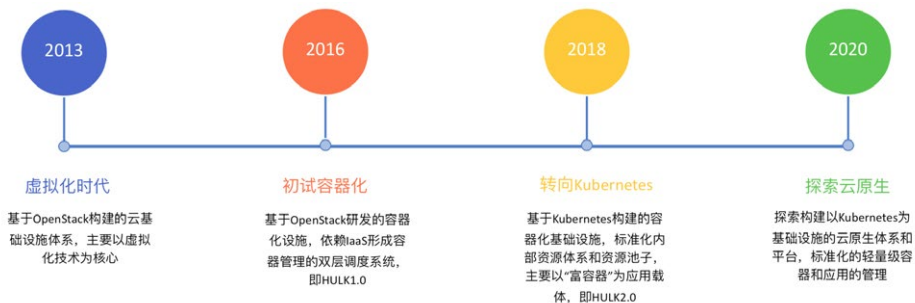 2013
2016
2018
2020
虚拟化时代
基于OpenStack构建的云基
础设施体系，主要以虚拟
化技术为核心
初试容器化
基于OpenStack研发的容器
化设施，依赖IaaS形成容
器管理的双层调度系统，
即HULK1.0
转向Kubernetes
基于Kubernetes构建的容
器化基础设施，标准化内
部资源体系和资源池子，
主要以“富容器”为应用载
体，即HULK2.0
探索云原生
探索构建以Kubernetes为
基础设施的云原生体系和
平台，标准化的轻量级容
器和应用的管理